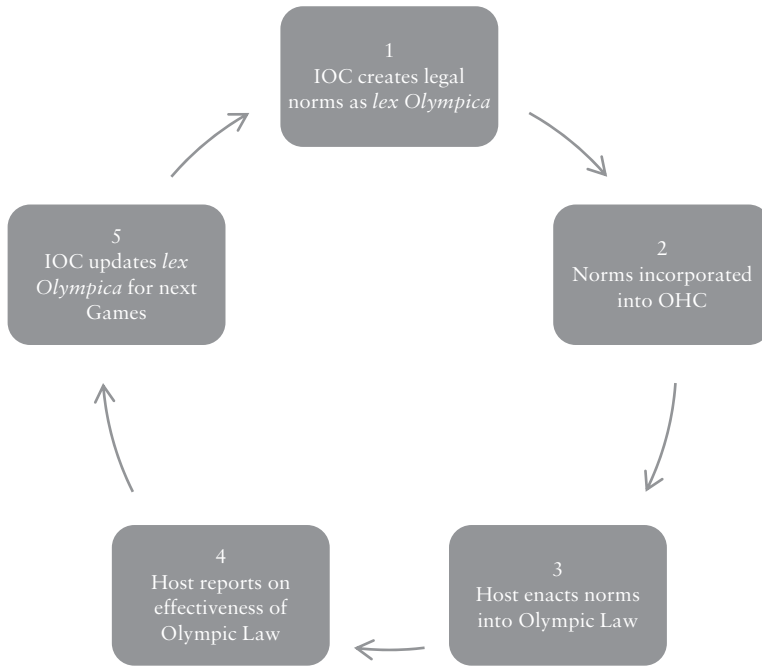 1
IOC creates legal
norms as lex Olympica
2
Norms incorporated
into OHC
3
Host enacts norms
into Olympic Law
4
Host reports on
effectiveness of
Olympic Law
5
IOC updates lex
Olympica for next
Games